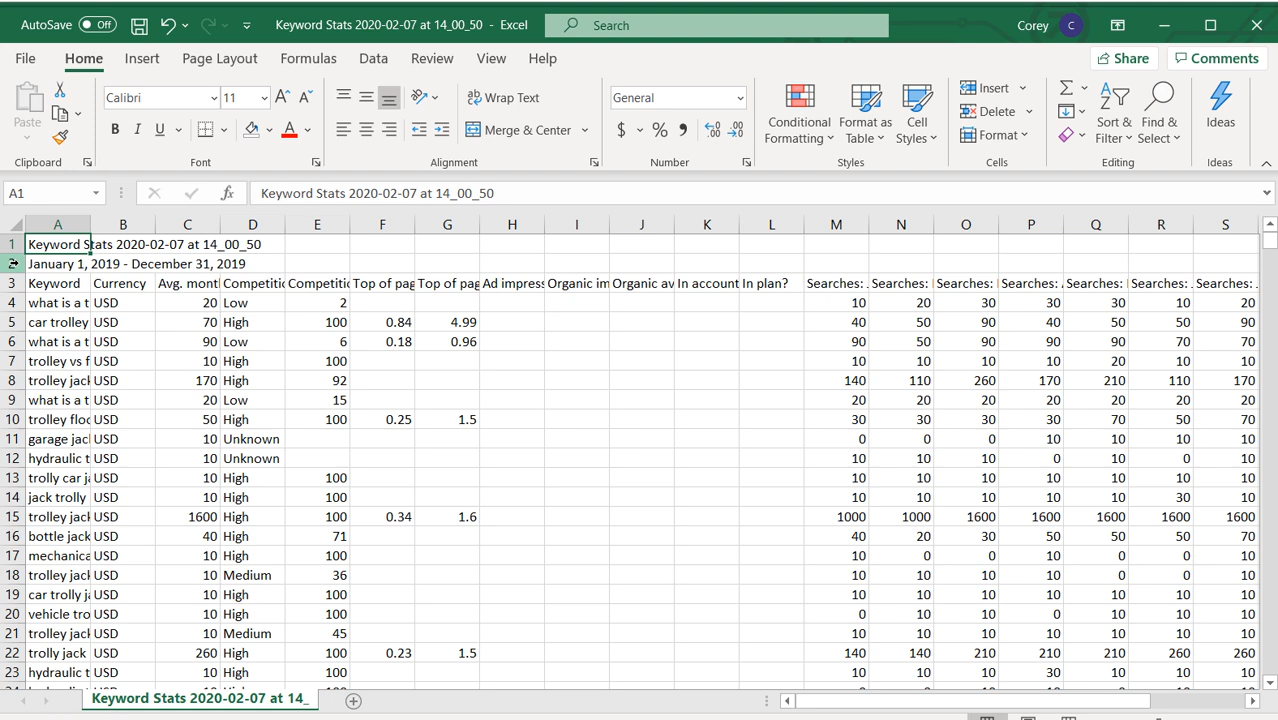 AutoSave Off Keyword Stats 2020-02-07 at 14_00_50 - Excel Search Corey C
File Home Insert Page Layout Formulas Data Review View Help Share Comments
Paste Calibri 11 A A Wrap Text General Conditional Formatting Format as Table Cell Styles Insert Sort & Filter Find & Select Ideas
B I U A Merge & Center $ % Delete
Format
Clipboard Font Alignment Number Styles Cells Editing Ideas
A1 fx Keyword Stats 2020-02-07 at 14_00_50
A B C D E F G H I J K L M N O P Q R S
1 Keyword Stats 2020-02-07 at 14_00_50
2 January 1, 2019 - December 31, 2019
3 Keyword Currency Avg. mont Competitic Competitic Top of pag Top of pag Ad impress Organic im Organic av In account In plan? Searches: Searches: Searches: Searches: Searches: Searches: Searches:
4 what is a t USD 20 Low 2 10 20 30 30 30 10 20
5 car trolley USD 70 High 100 0.84 4.99 40 50 90 40 50 50 90
6 what is a t USD 90 Low 6 0.18 0.96 90 50 90 90 90 70 70
7 trolley vs f USD 10 High 100 10 10 10 10 20 10 10
8 trolley jack USD 170 High 92 140 110 260 170 210 110 170
9 what is a t USD 20 Low 15 20 20 20 20 20 20 20
10 trolley floo USD 50 High 100 0.25 1.5 30 30 30 30 70 50 70
11 garage jac USD 10 Unknown 0 0 0 10 10 10 10
12 hydraulic t USD 10 Unknown 10 10 10 0 10 10 10
13 trolly car ja USD 10 High 100 10 10 10 10 10 10 10
14 jack trolly USD 10 High 100 10 10 10 10 10 30 10
15 trolley jack USD 1600 High 100 0.34 1.6 1000 1000 1600 1600 1600 1600 1600
16 bottle jack USD 40 High 71 40 20 30 50 50 50 70
17 mechanica USD 10 High 100 10 0 0 10 0 10 10
18 trolley jack USD 10 Medium 36 10 10 10 10 0 0 10
19 car trolly j USD 10 High 100 10 10 10 10 10 10 10
20 vehicle tro USD 10 High 100 0 10 10 0 10 10 10
21 trolley jack USD 10 Medium 45 10 10 10 10 10 10 10
22 trolly jack USD 260 High 100 0.23 1.5 140 140 210 210 210 260 260
23 hydraulic t USD 10 High 100 10 10 10 30 10 10 10
Keyword Stats 2020-02-07 at 14_